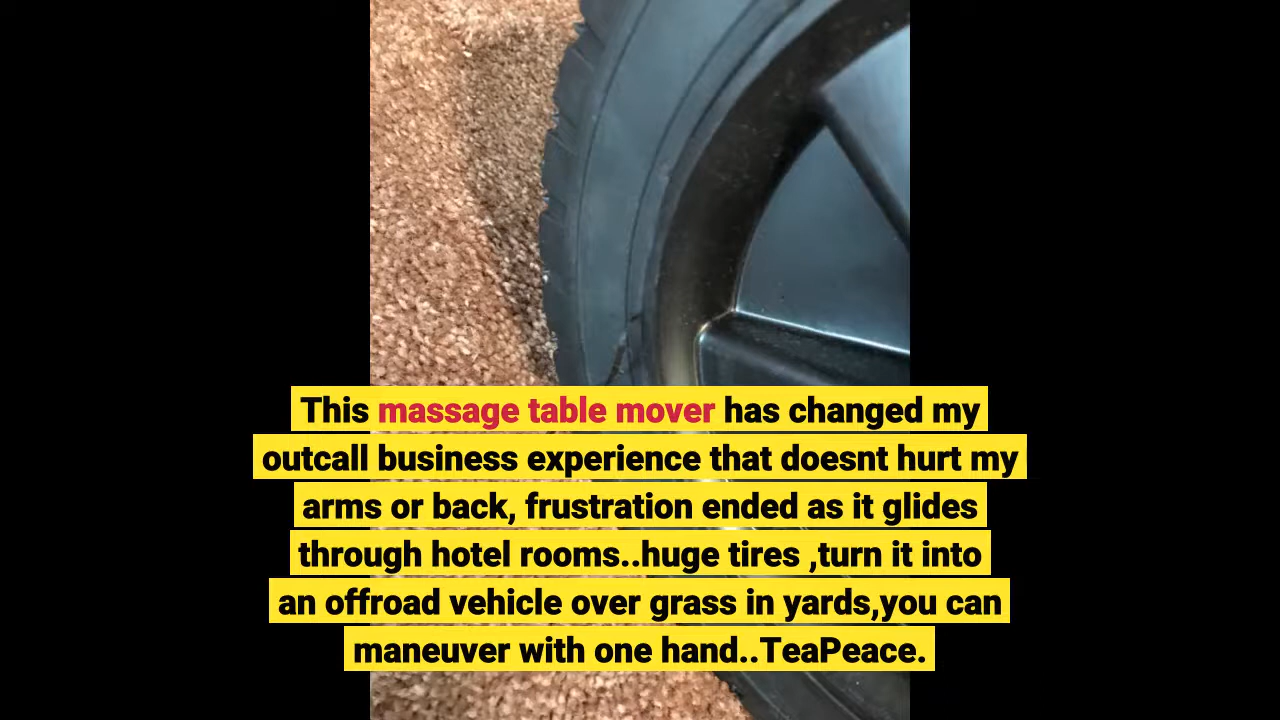 This massage table mover has changed my
outcall business experience that doesnt hurt my
arms or back, frustration ended as it glides
through hotel rooms..huge tires ,turn it into
an offroad vehicle over grass in yards,you can
maneuver with one hand..TeaPeace.